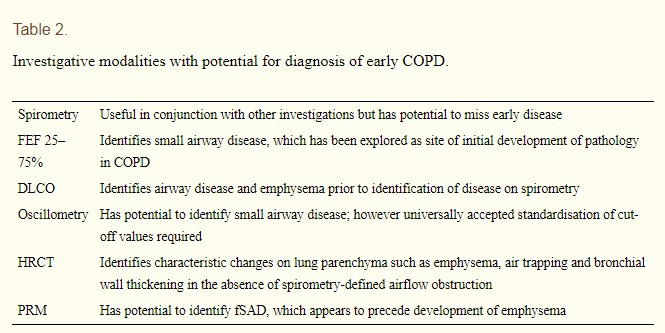 Table 2.
Investigative modalities with potential for diagnosis of early COPD.
Spirometry Useful in conjunction with other investigations but has potential to miss early disease
FEF 25– Identifies small airway disease, which has been explored as site of initial development of pathology
75% in COPD
DLCO Identifies airway disease and emphysema prior to identification of disease on spirometry
Oscillometry Has potential to identify small airway disease; however universally accepted standardisation of cut-
off values required
HRCT Identifies characteristic changes on lung parenchyma such as emphysema, air trapping and bronchial
wall thickening in the absence of spirometry-defined airflow obstruction
PRM Has potential to identify fSAD, which appears to precede development of emphysema